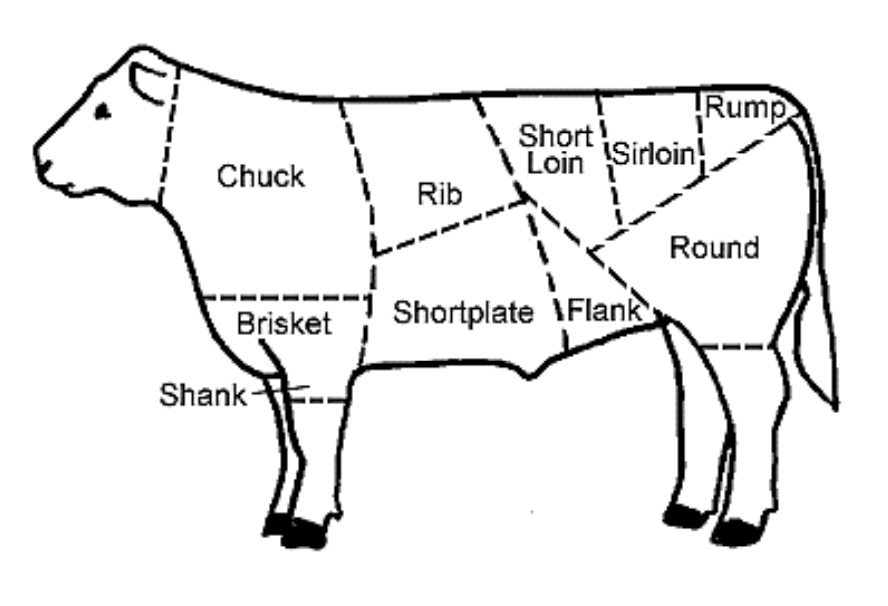 Chuck
Rib
Short
Loin
Sirloin
Rump
Round
Brisket
Shortplate
Flank
Shank